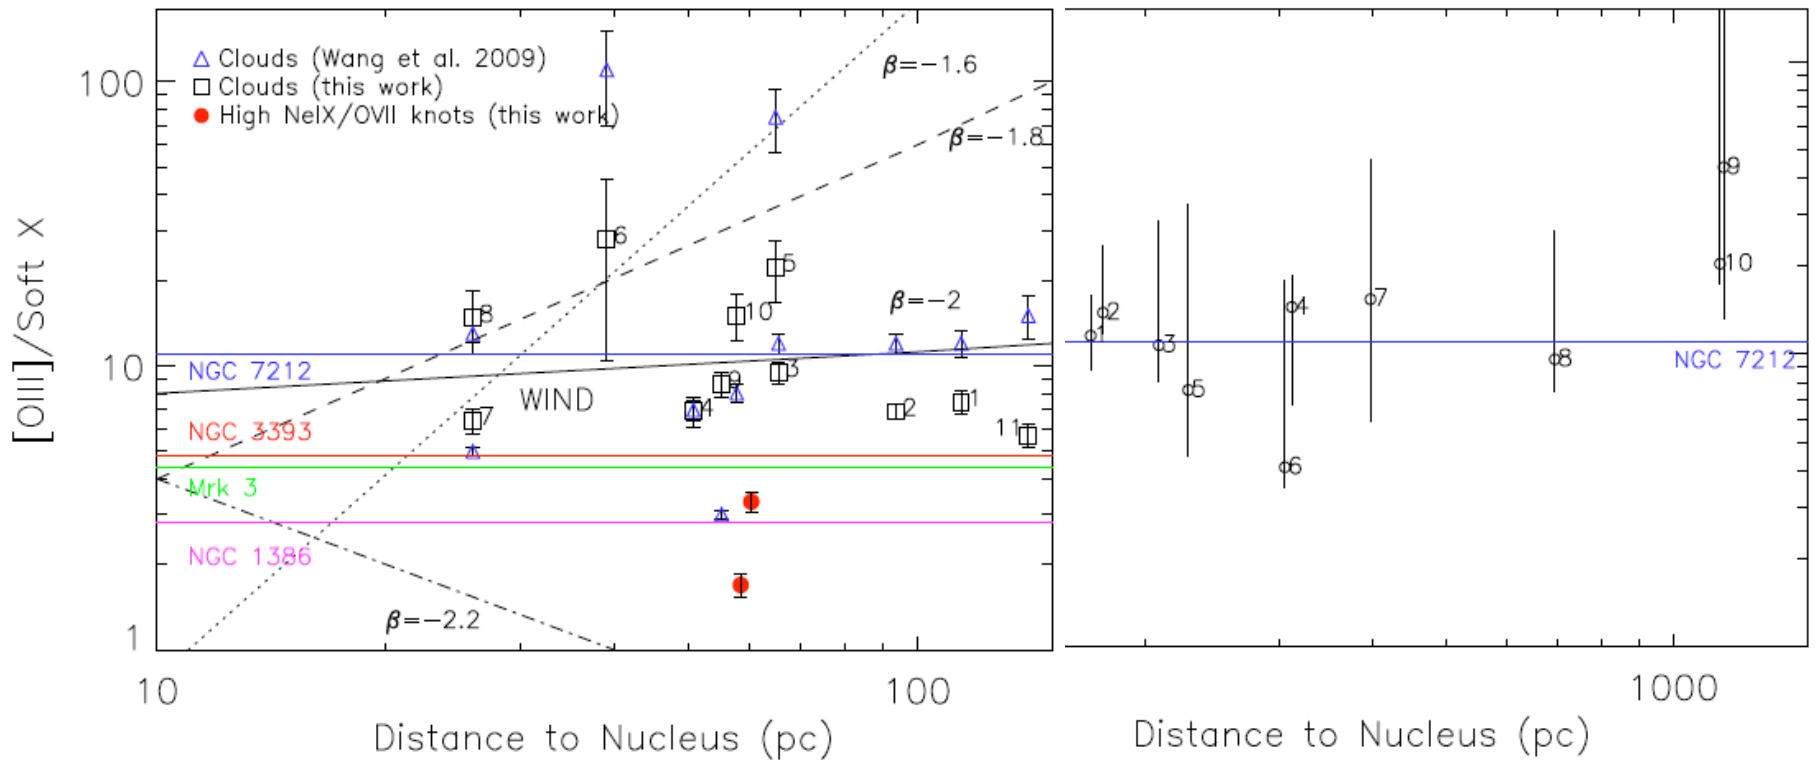 100
10
1
[OIII]/Soft X
Clouds (Wang et al. 2009)
Clouds (this work)
High NeIX/OVII knots (this work)
β=−1.6
β=−1.8
β=−2
β=−2.2
WIND
NGC 7212
NGC 3393
Mrk 3
NGC 1386
6
5
8
10
3
9
4
7
2
1
11
10
100
Distance to Nucleus (pc)
9
10
7
4
2
1
3
8
5
6
NGC 7212
1000
Distance to Nucleus (pc)